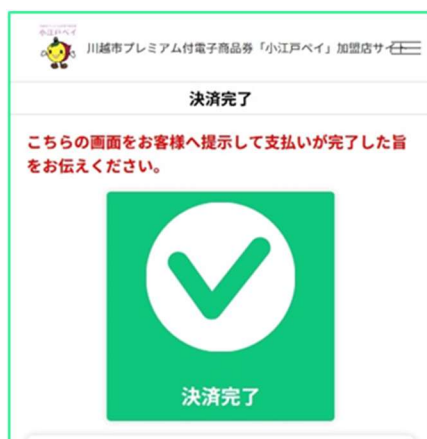 小江戸ペイ
川越市プレミアム付電子商品券「小江戸ペイ」加盟店サイト
決済完了
こちらの画面をお客様へ提示して支払いが完了した旨
をお伝えください。
決済完了